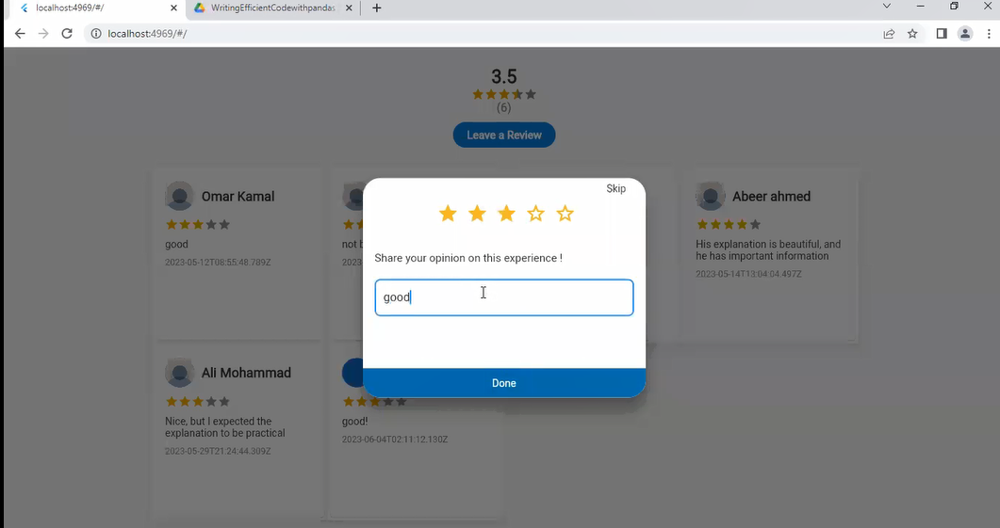 localhost:4969/#/
WritingEfficientCodewithpandas
localhost:4969/#/
3.5
(6)
Leave a Review
Omar Kamal
good
2023-05-12T08:55:48.789Z
not b
2023-
Abeer ahmed
His explanation is beautiful, and
he has important information
2023-05-14T13:04:04.497Z
Skip
Share your opinion on this experience !
good
Done
Ali Mohammad
Nice, but I expected the
explanation to be practical
2023-05-29T21:24:44.309Z
good!
2023-06-04T02:11:12.130Z